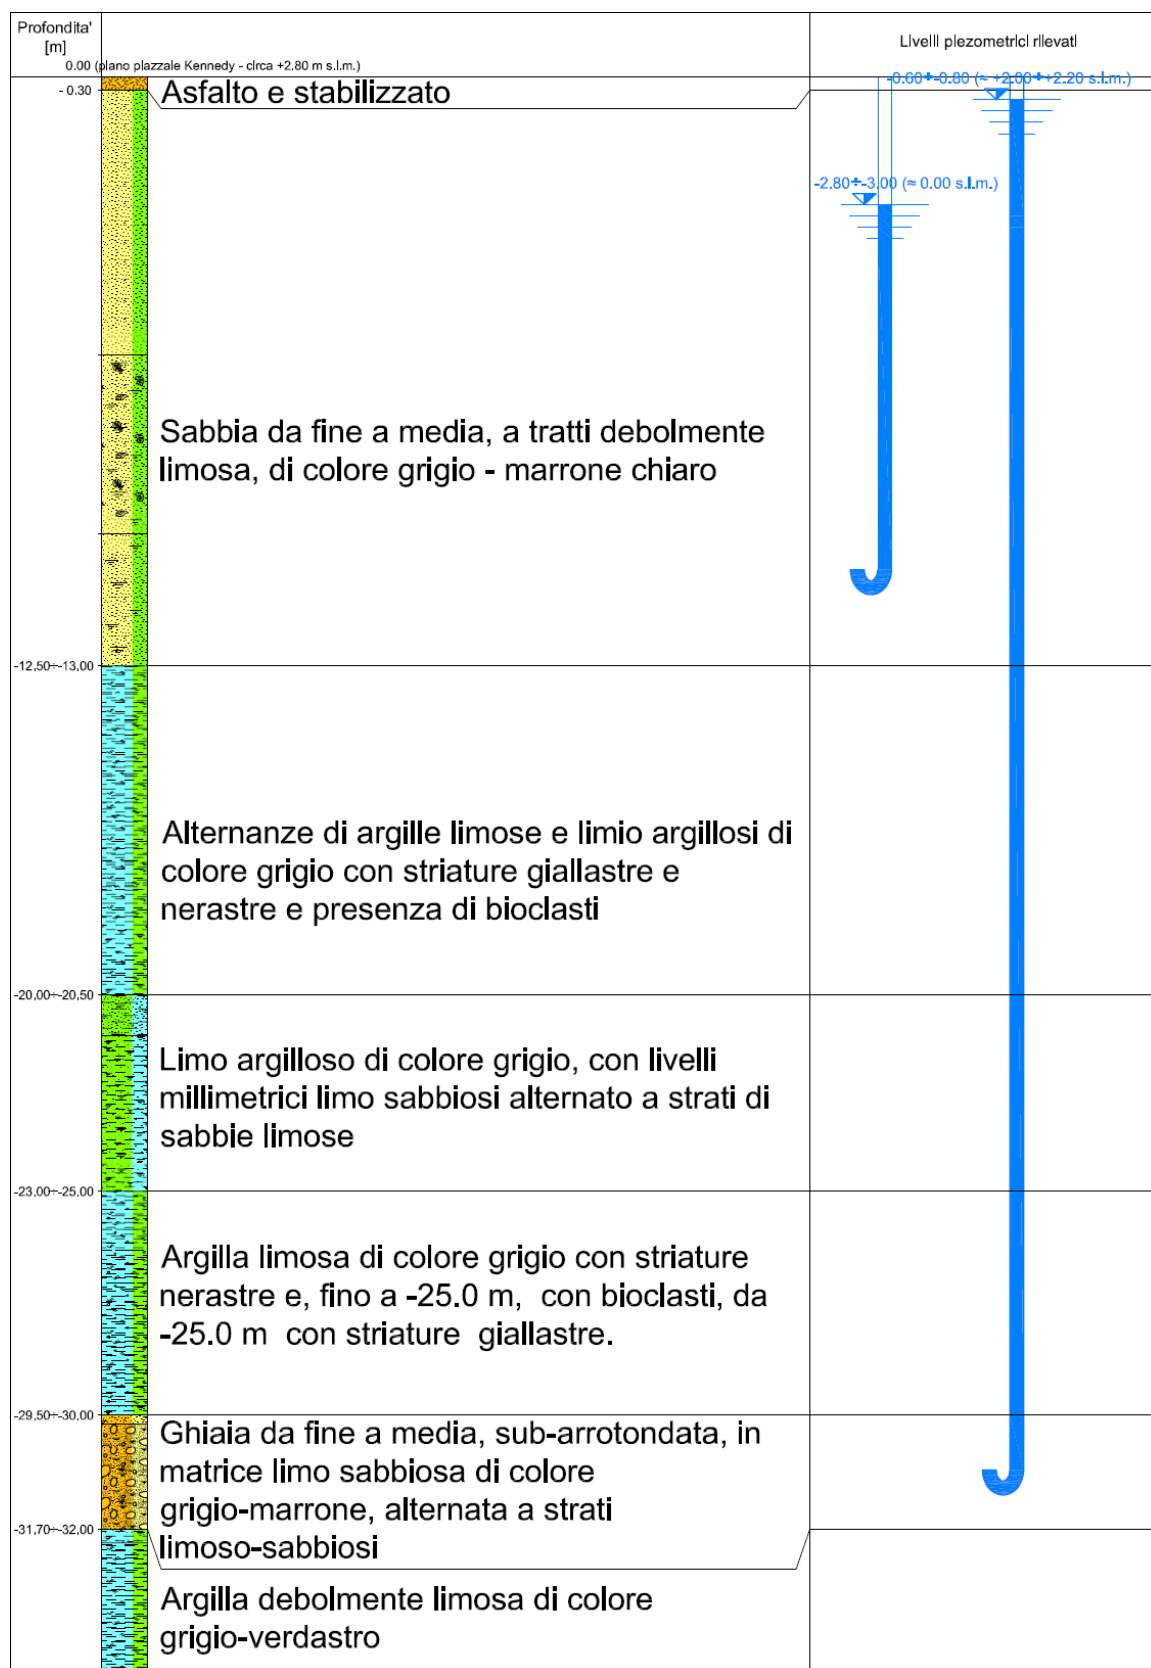 Profondita'
[m]
Livelli piezometrici rilevati
0.00 (piano piazzale Kennedy - circa +2.80 m s.l.m.)
-0.60÷-0.80 (≈ +2.00÷+2.20 s.l.m.)
- 0.30
Asfalto e stabilizzato
-2.80÷-3.00 (≈ 0.00 s.l.m.)
Sabbia da fine a media, a tratti debolmente
limosa, di colore grigio - marrone chiaro
-12.50÷-13,00
Alternanze di argille limose e limio argillosi di
colore grigio con striature giallastre e
nerastre e presenza di bioclasti
-20.00÷-20,50
Limo argilloso di colore grigio, con livelli
millimetrici limo sabbiosi alternato a strati di
sabbie limose
-23.00÷-25.00
Argilla limosa di colore grigio con striature
nerastre e, fino a -25.0 m, con bioclasti, da
-25.0 m con striature giallastre.
-29.50÷-30.00
Ghiaia da fine a media, sub-arrotondata, in
matrice limo sabbiosa di colore
grigio-marrone, alternata a strati
limoso-sabbiosi
-31.70÷-32.00
Argilla debolmente limosa di colore
grigio-verdastro